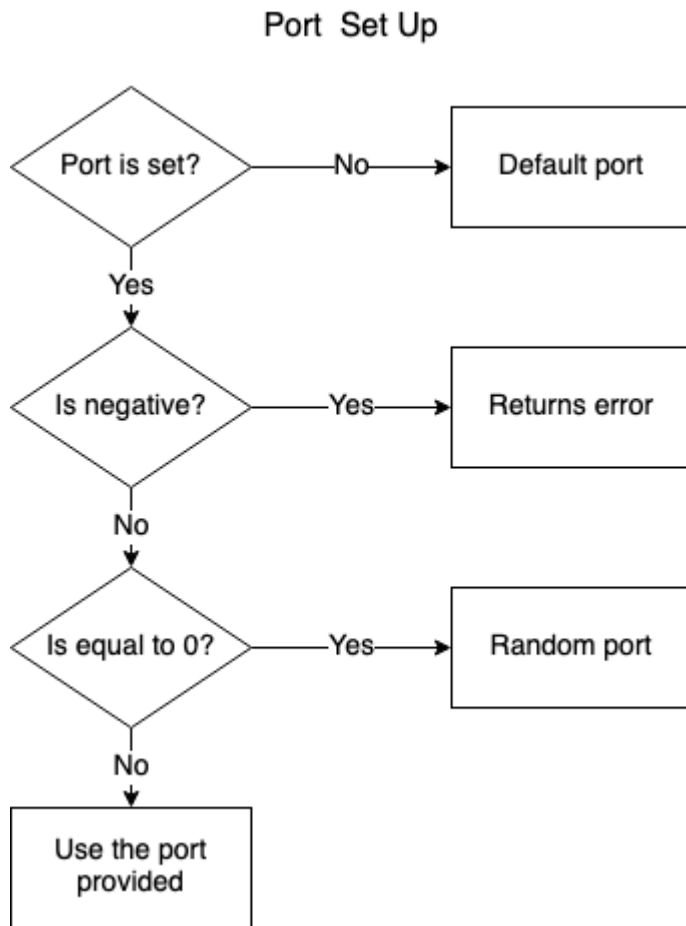 Port Set Up
Port is set?
No
Default port
Yes
Is negative?
Yes
Returns error
No
Is equal to 0?
Yes
Random port
No
Use the port
provided